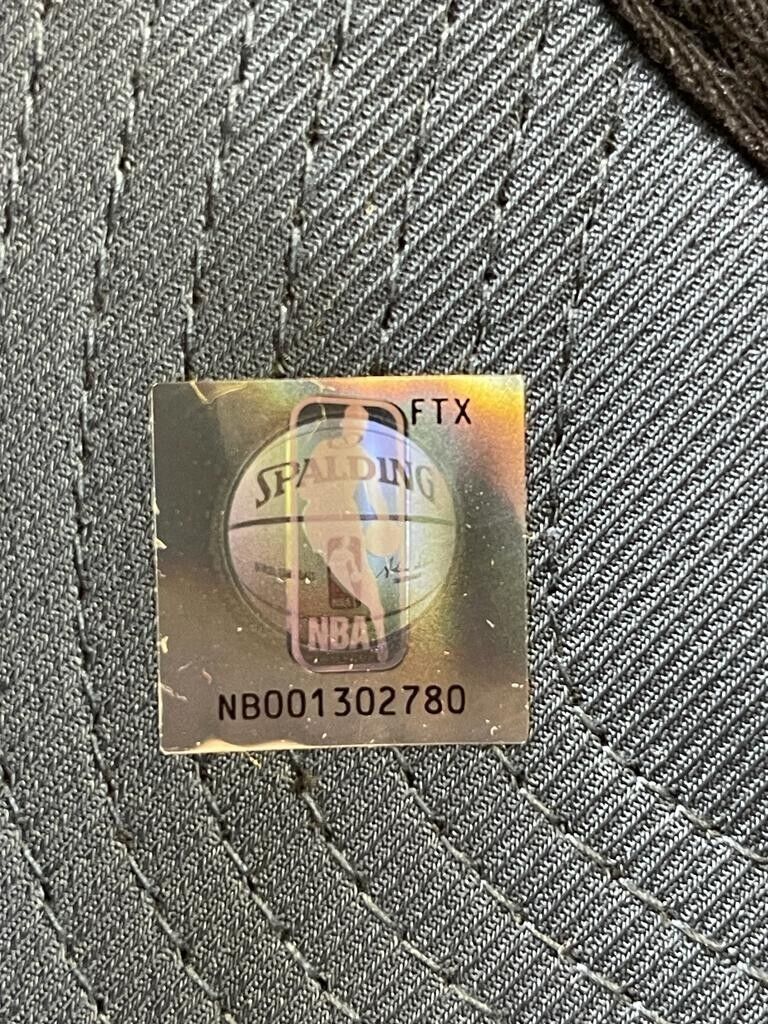 FTX
SPALDING
NBA
NB001302780